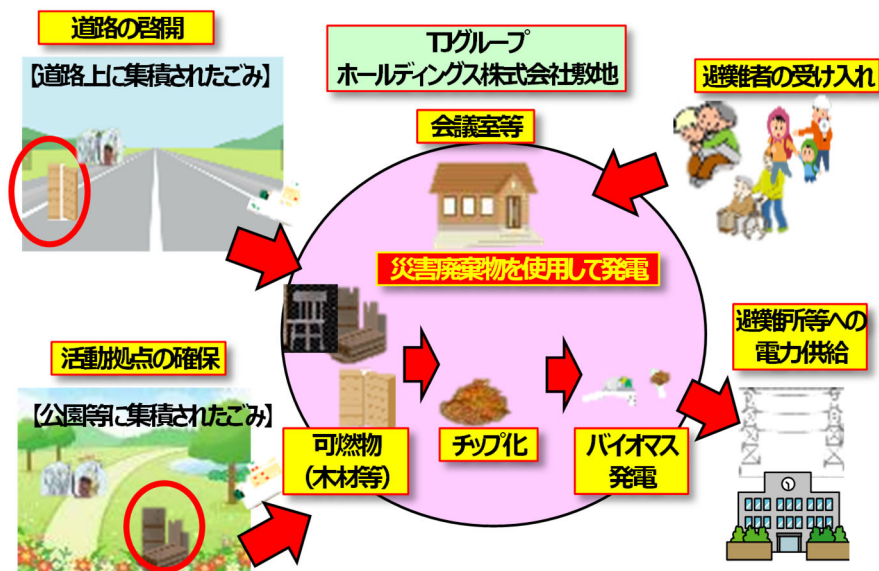 道路の啓開
【道路上に集積されたごみ】
TJグループ
ホールディングス株式会社敷地
避難者の受け入れ
会議室等
災害廃棄物を使用して発電
活動拠点の確保
【公園等に集積されたごみ】
可燃物
（木材等）
チップ化
バイオマス
発電
避難所等への
電力供給